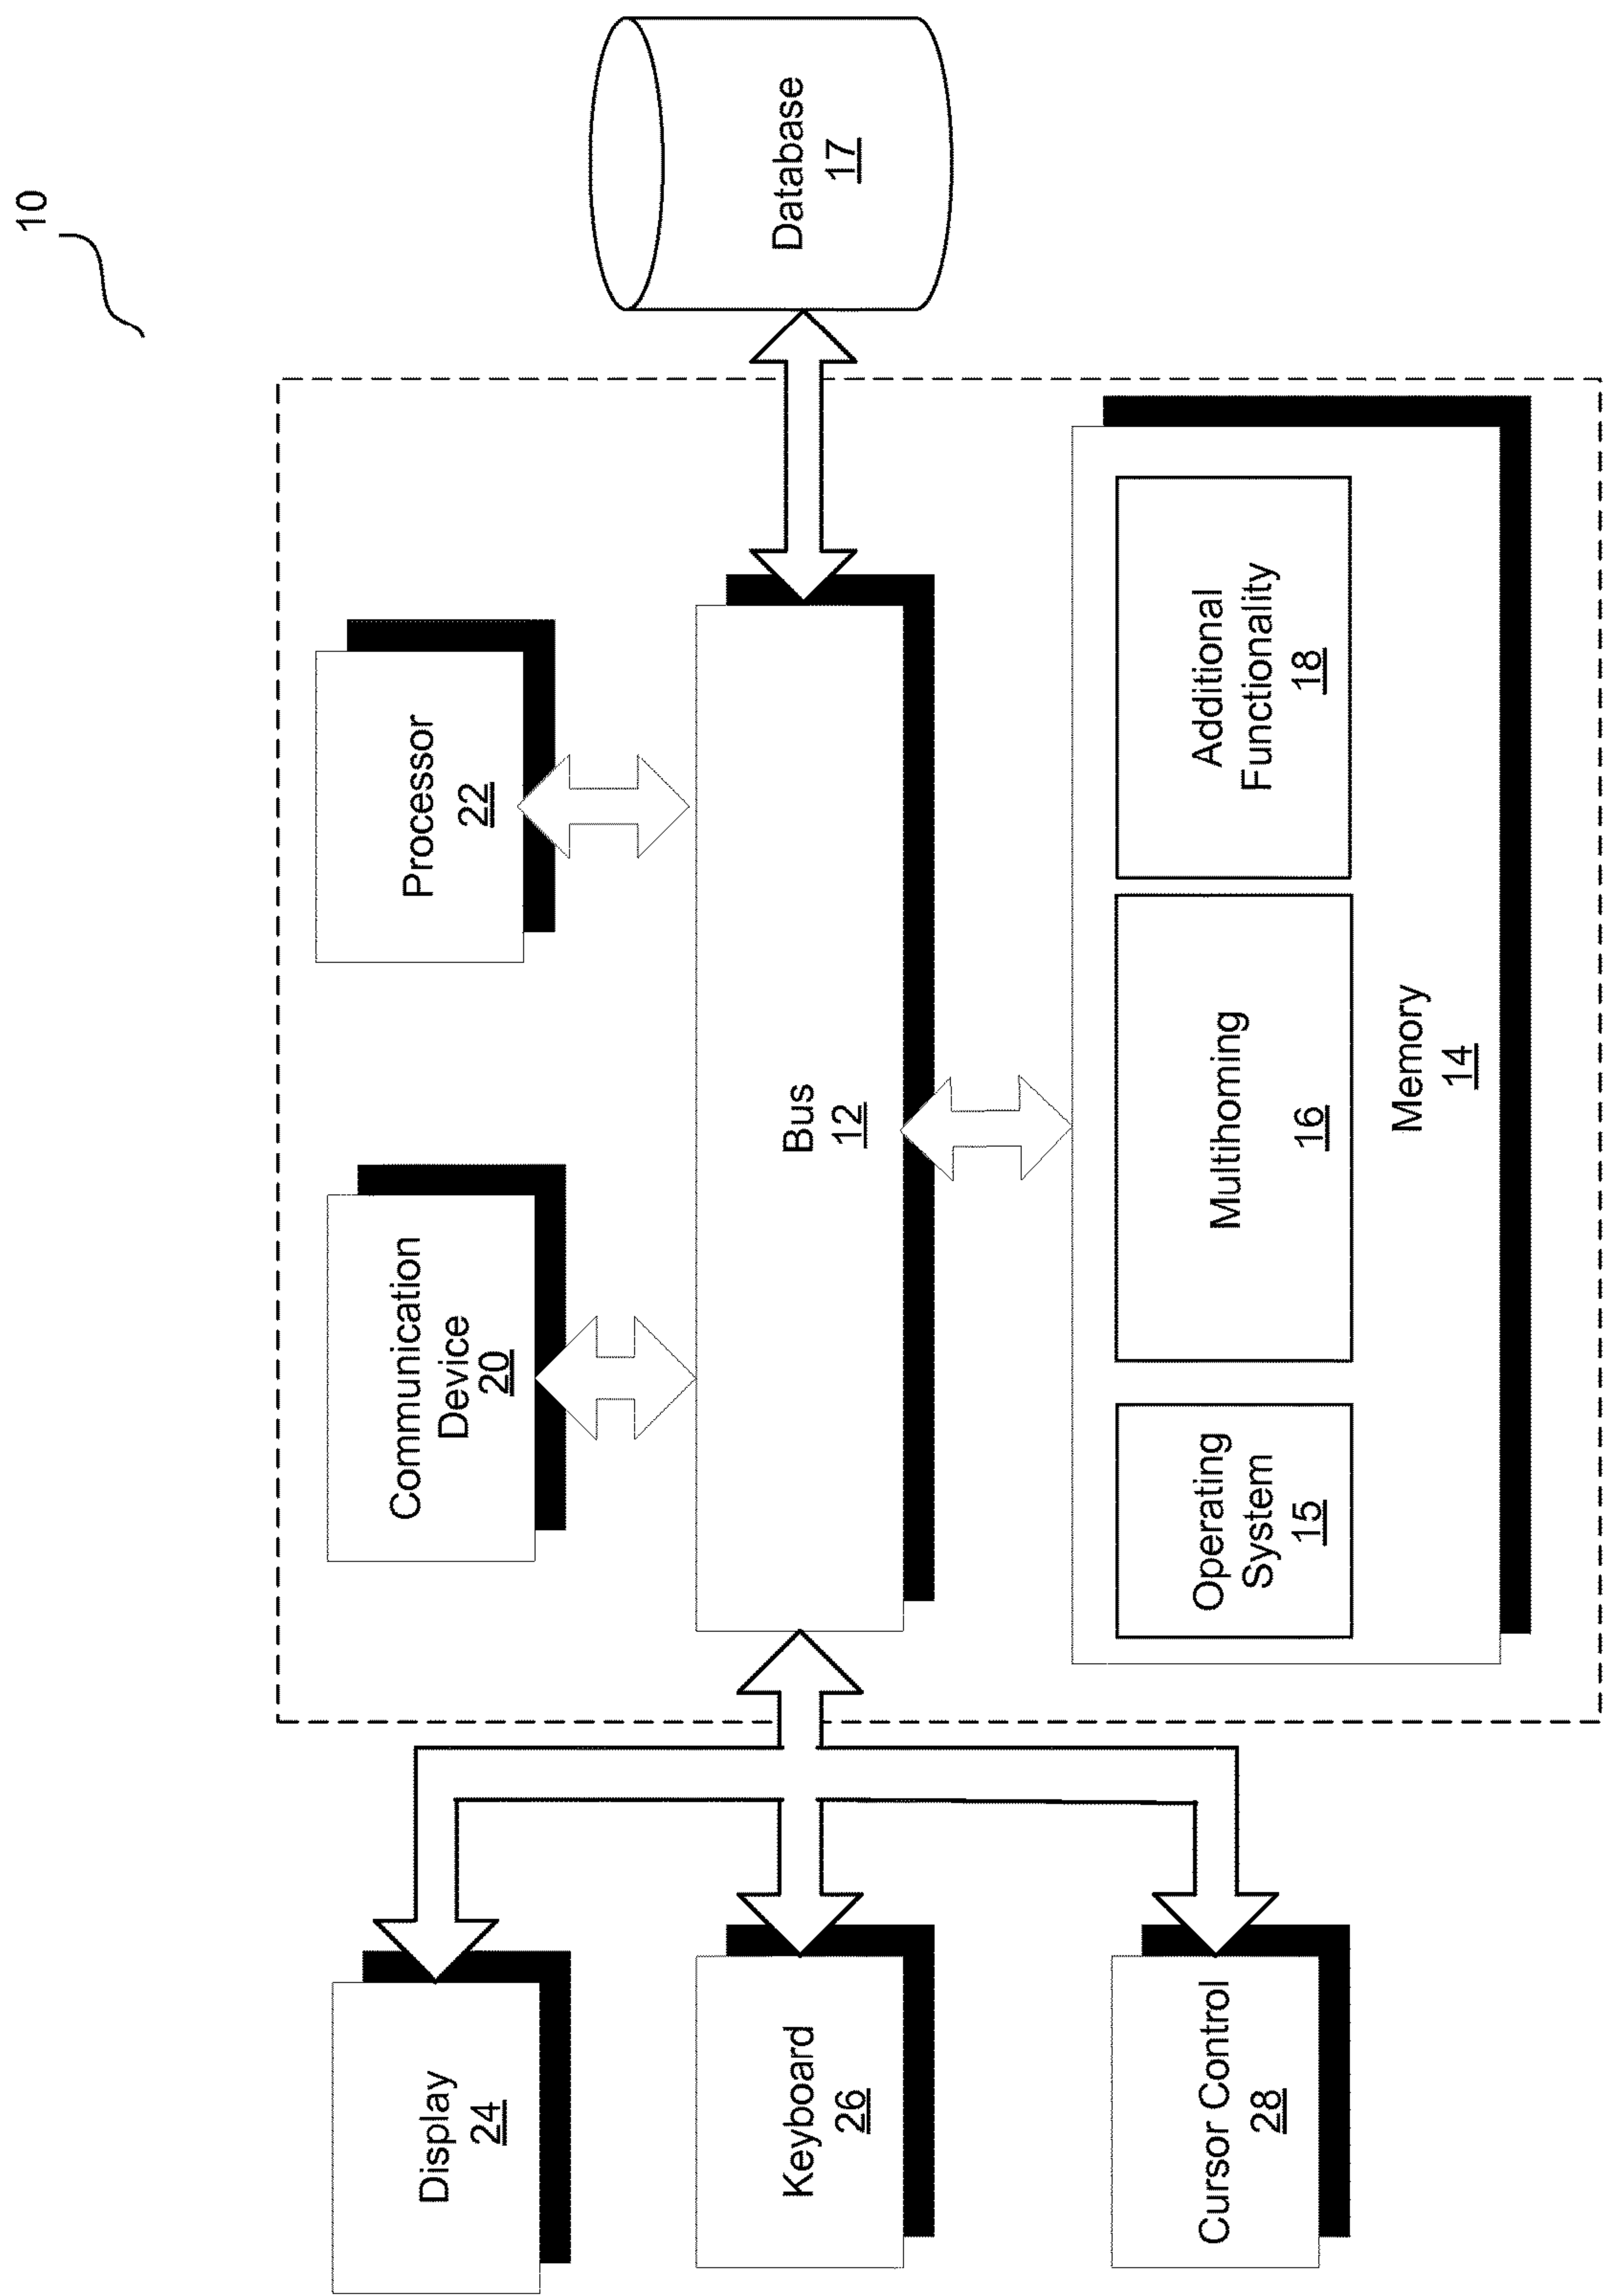 10
Communication
Device
20
Processor
22
Display
24
Keyboard
26
Bus
12
Database
17
Cursor Control
28
Operating
System
15
Multihoming
16
Additional
Functionality
18
Memory
14